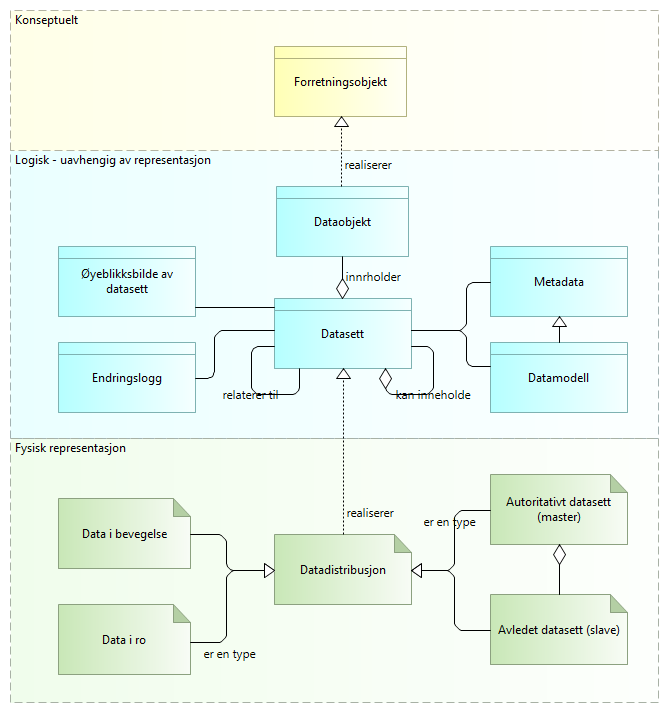 Konseptuelt
Forretningsobjekt
realiserer
Logisk - uavhengig av representasjon
Dataobjekt
Øyeblikksbilde av
datasett
innrholder
Metadata
Datasett
Endringslogg
Datamodell
relaterer til
kan inneholde
Fysisk representasjon
realiserer
Data i bevegelse
Autoritativt datasett
(master)
er en type
Datadistribusjon
Data i ro
er en type
Avledet datasett (slave)